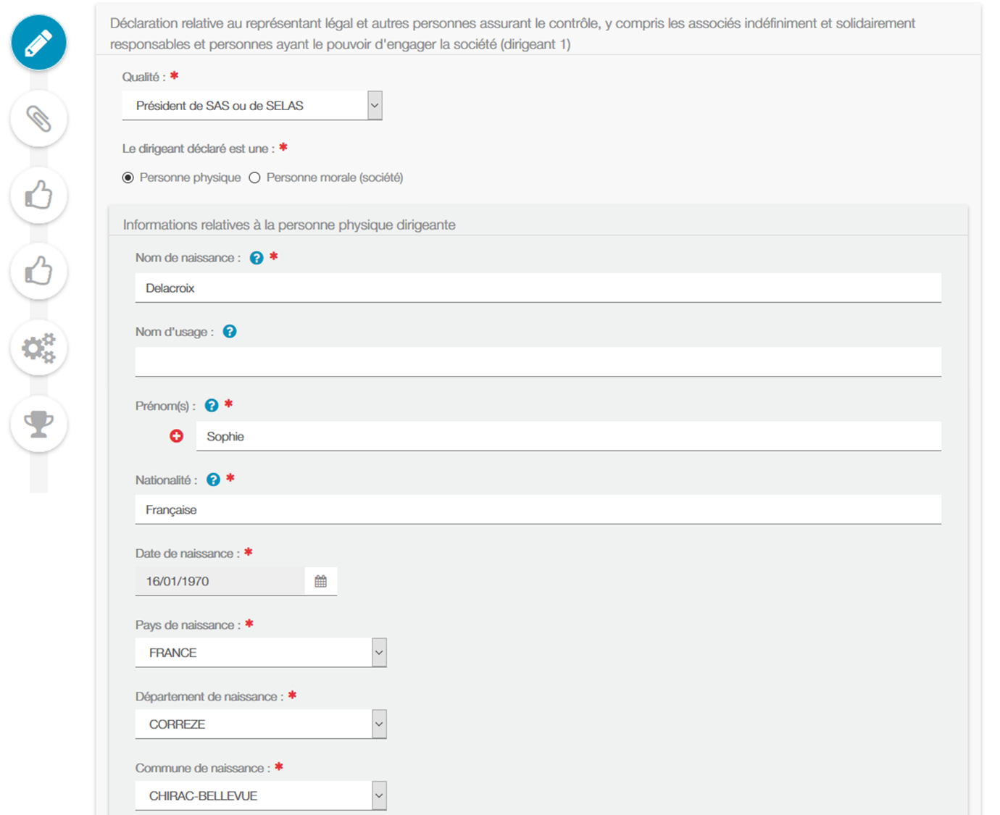 Déclaration relative au représentant légal et autres personnes assurant le contrôle, y compris les associés indéfiniment et solidairement
responsables et personnes ayant le pouvoir d'engager la société (dirigeant 1)
Qualité : *
Président de SAS ou de SELAS
Le dirigeant déclaré est une : *
Personne physique Personne morale (société)
Informations relatives à la personne physique dirigeante
Nom de naissance : ? *
Delacroix
Nom d'usage : ?
Prénom(s) : ? *
Sophie
Nationalité : ? *
Française
Date de naissance : *
16/01/1970
Pays de naissance : *
FRANCE
Département de naissance : *
CORREZE
Commune de naissance : *
CHIRAC-BELLEVUE